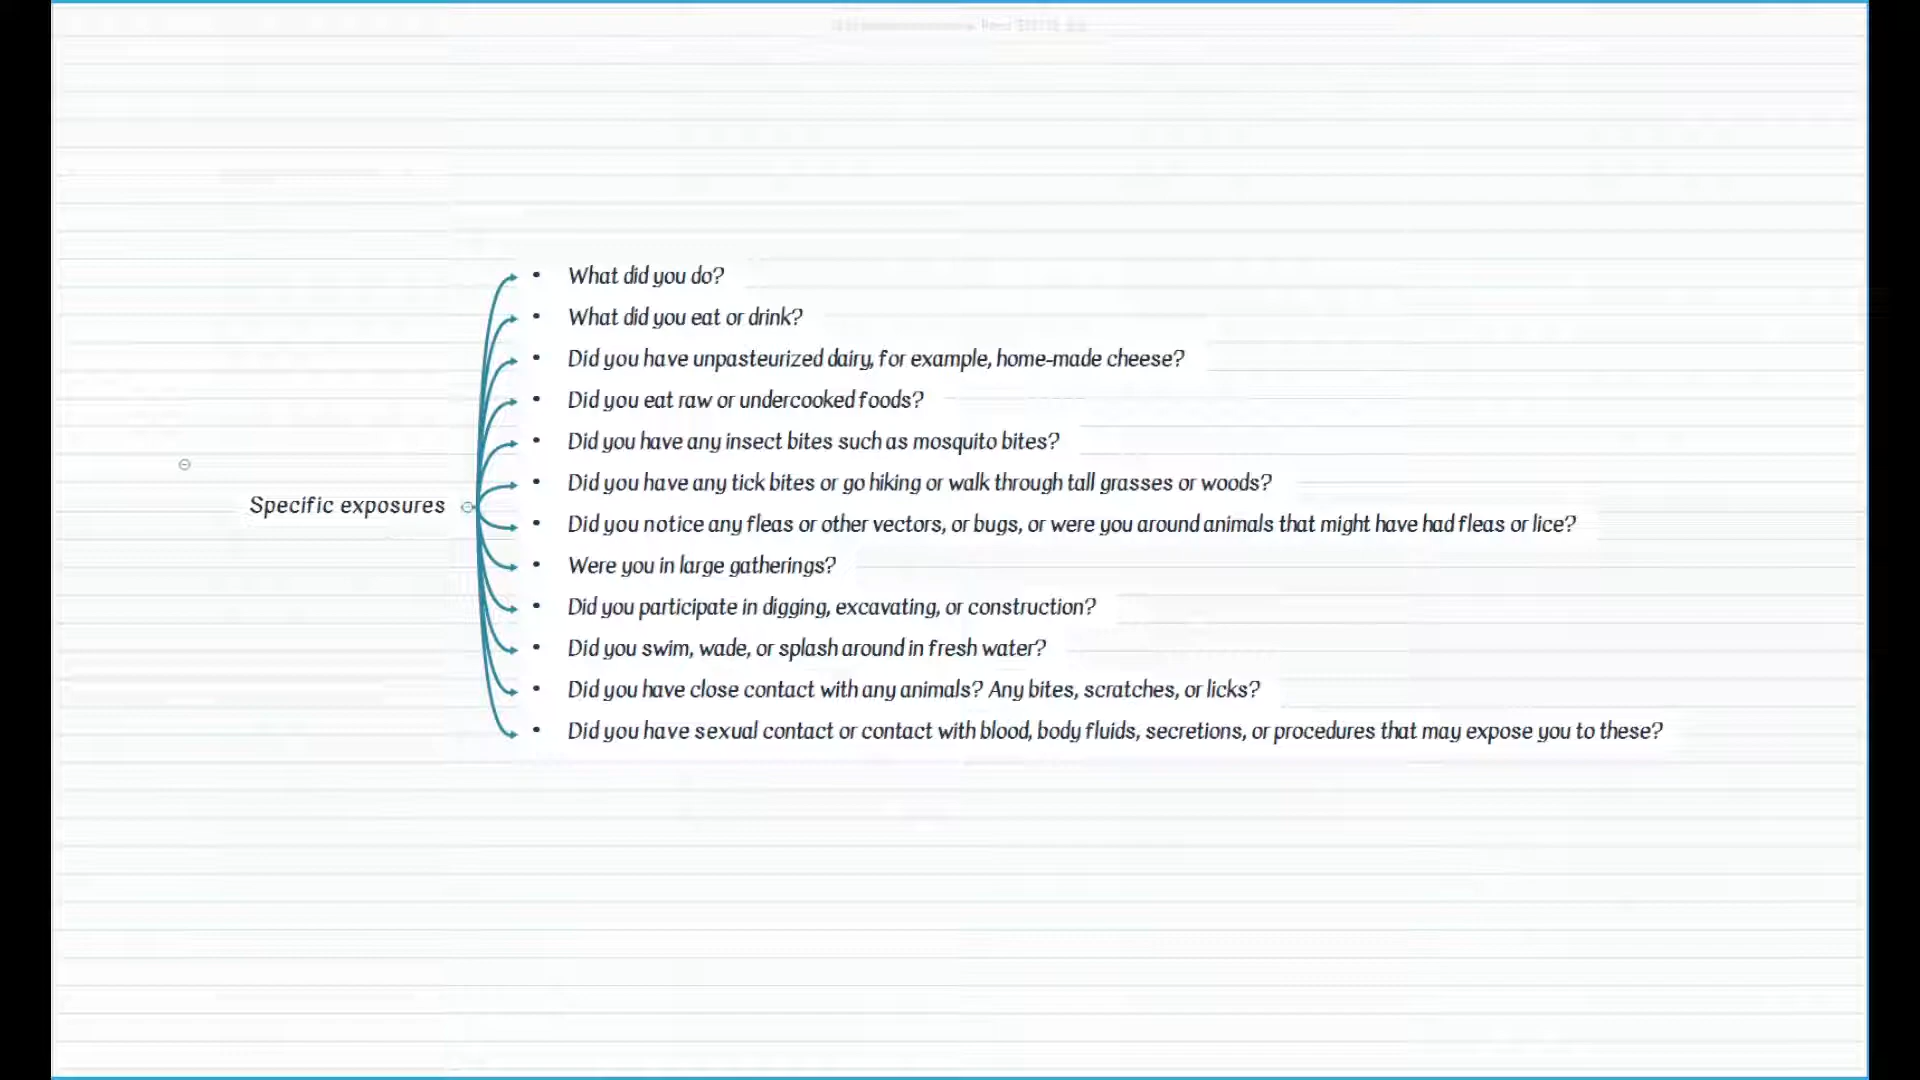 • What did you do?
• What did you eat or drink?
• Did you have unpasteurized dairy, for example, home-made cheese?
• Did you eat raw or undercooked foods?
• Did you have any insect bites such as mosquito bites?
• Did you have any tick bites or go hiking or walk through tall grasses or woods?
Specific exposures
• Did you notice any fleas or other vectors, or bugs, or were you around animals that might have had fleas or lice?
• Were you in large gatherings?
• Did you participate in digging, excavating, or construction?
• Did you swim, wade, or splash around in fresh water?
• Did you have close contact with any animals? Any bites, scratches, or licks?
• Did you have sexual contact or contact with blood, body fluids, secretions, or procedures that may expose you to these?